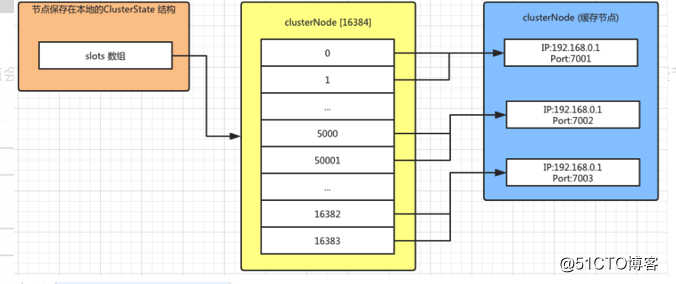 节点保存在本地的ClusterState 结构
slots 数组
clusterNode [16384]
0
1
...
5000
50001
...
16382
16383
clusterNode (缓存节点)
IP:192.168.0.1
Port:7001
IP:192.168.0.1
Port:7002
IP:192.168.0.1
Port:7003
@51CTO博客